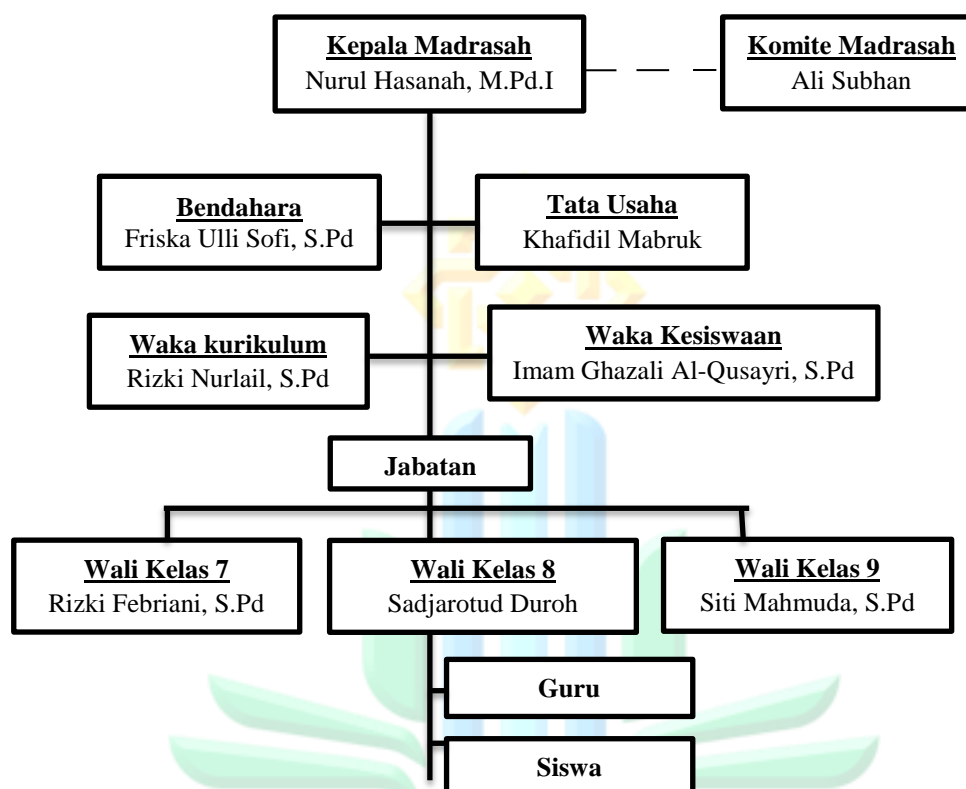 Kepala Madrasah
Nurul Hasanah, M.Pd.I
Komite Madrasah
Ali Subhan
Bendahara
Friska Ulli Sofi, S.Pd
Tata Usaha
Khafidil Mabruk
Waka kurikulum
Rizki Nurlail, S.Pd
Waka Kesiswaan
Imam Ghazali Al-Qusayri, S.Pd
Jabatan
Wali Kelas 7
Rizki Febriani, S.Pd
Wali Kelas 8
Sadjarotud Duroh
Wali Kelas 9
Siti Mahmuda, S.Pd
Guru
Siswa